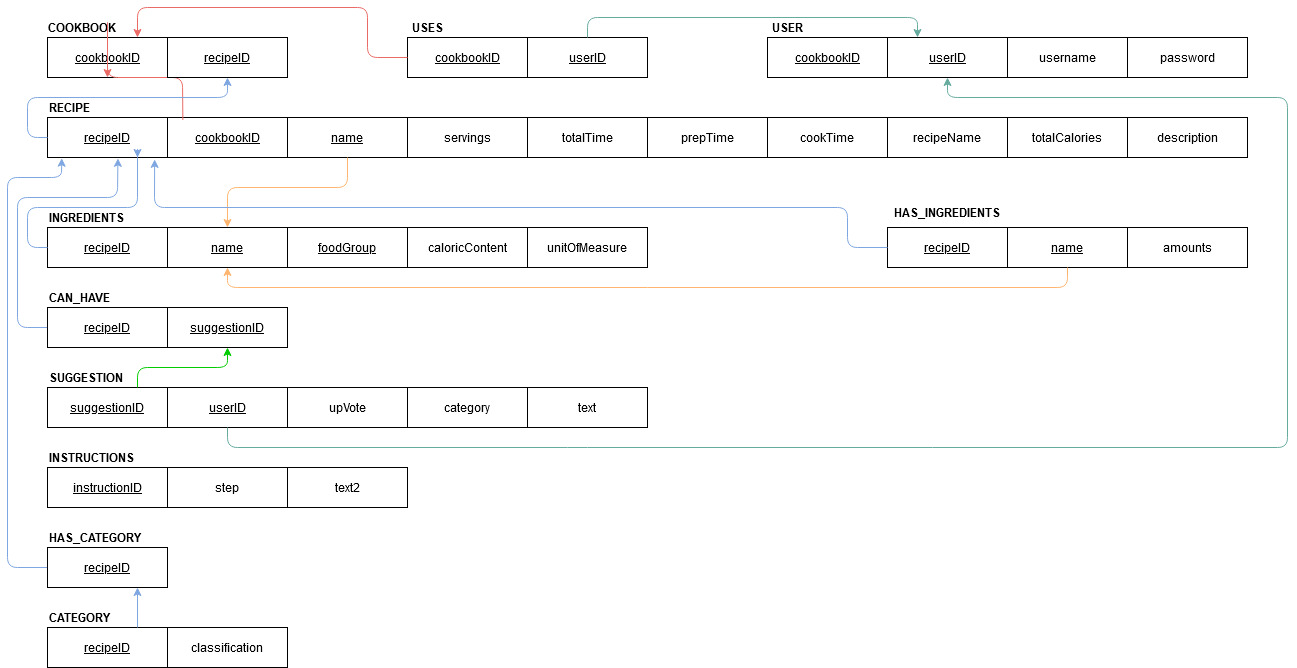 COOKBOOK USES USER
cookbookID recipeID cookbookID userID cookbookID userID username password
RECIPE
recipeID cookbookID name servings totalTime prepTime cookTime recipeName totalCalories description
INGREDIENTS HAS_INGREDIENTS
recipeID name foodGroup caloricContent unitOfMeasure recipeID name amounts
CAN_HAVE
recipeID suggestionID
SUGGESTION
suggestionID userID upVote category text
INSTRUCTIONS
instructionID step text2
HAS_CATEGORY
recipeID
CATEGORY
recipeID classification